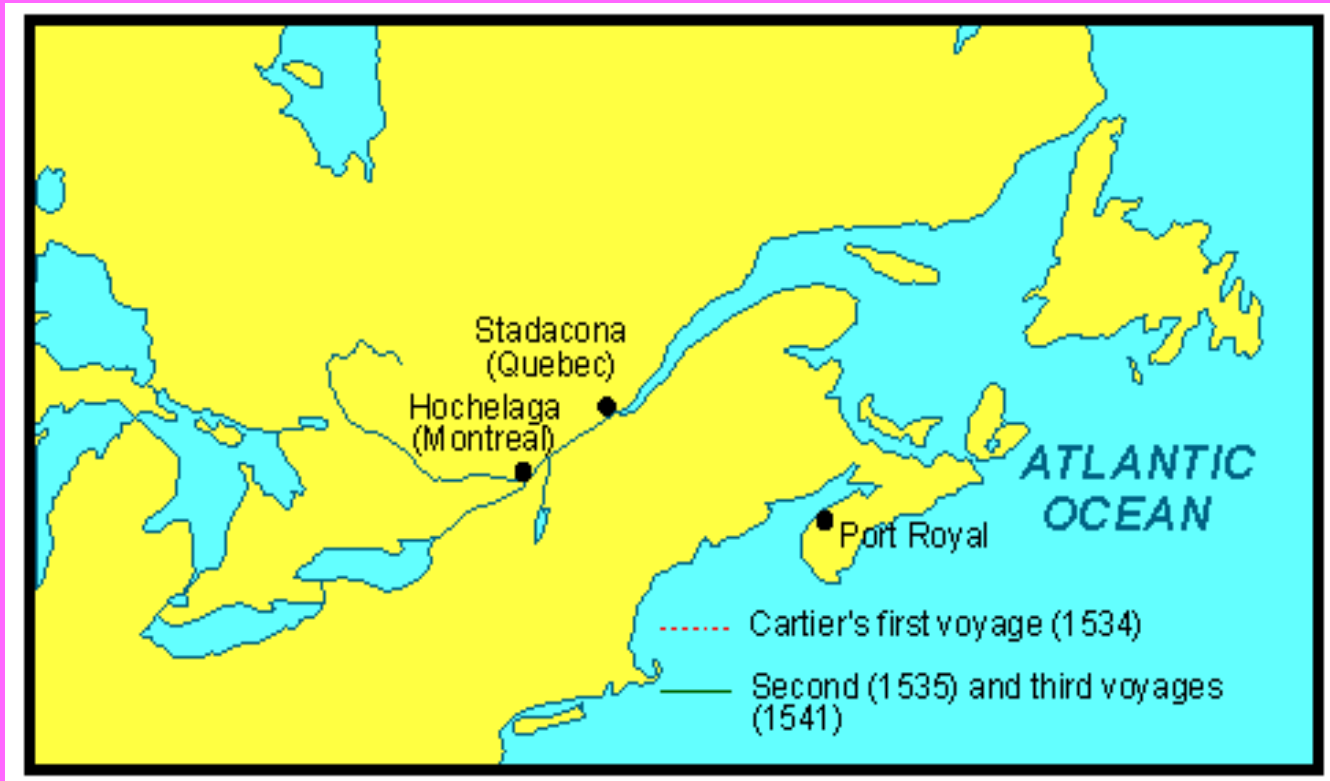 Stadacona
(Quebec)
Hochelaga
(Montreal)
ATLANTIC
OCEAN
Port Royal
Cartier's first voyage (1534)
Second (1535) and third voyages
(1541)